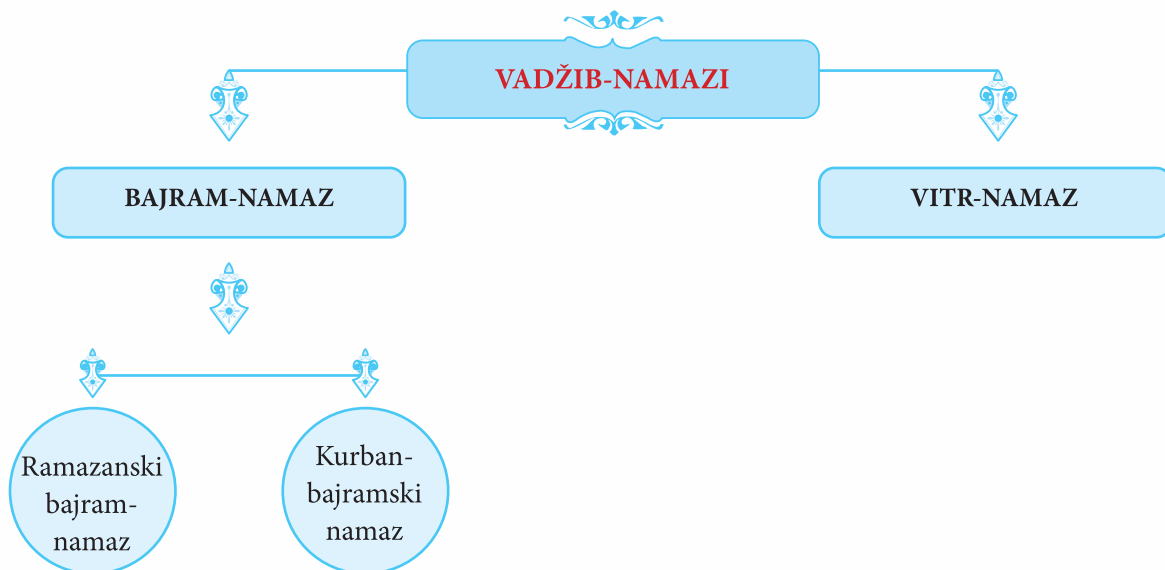 VADŽIB-NAMAZI
BAJRAM-NAMAZ
VITR-NAMAZ
Ramazanski
bajram-
namaz
Kurban-
bajramski
namaz